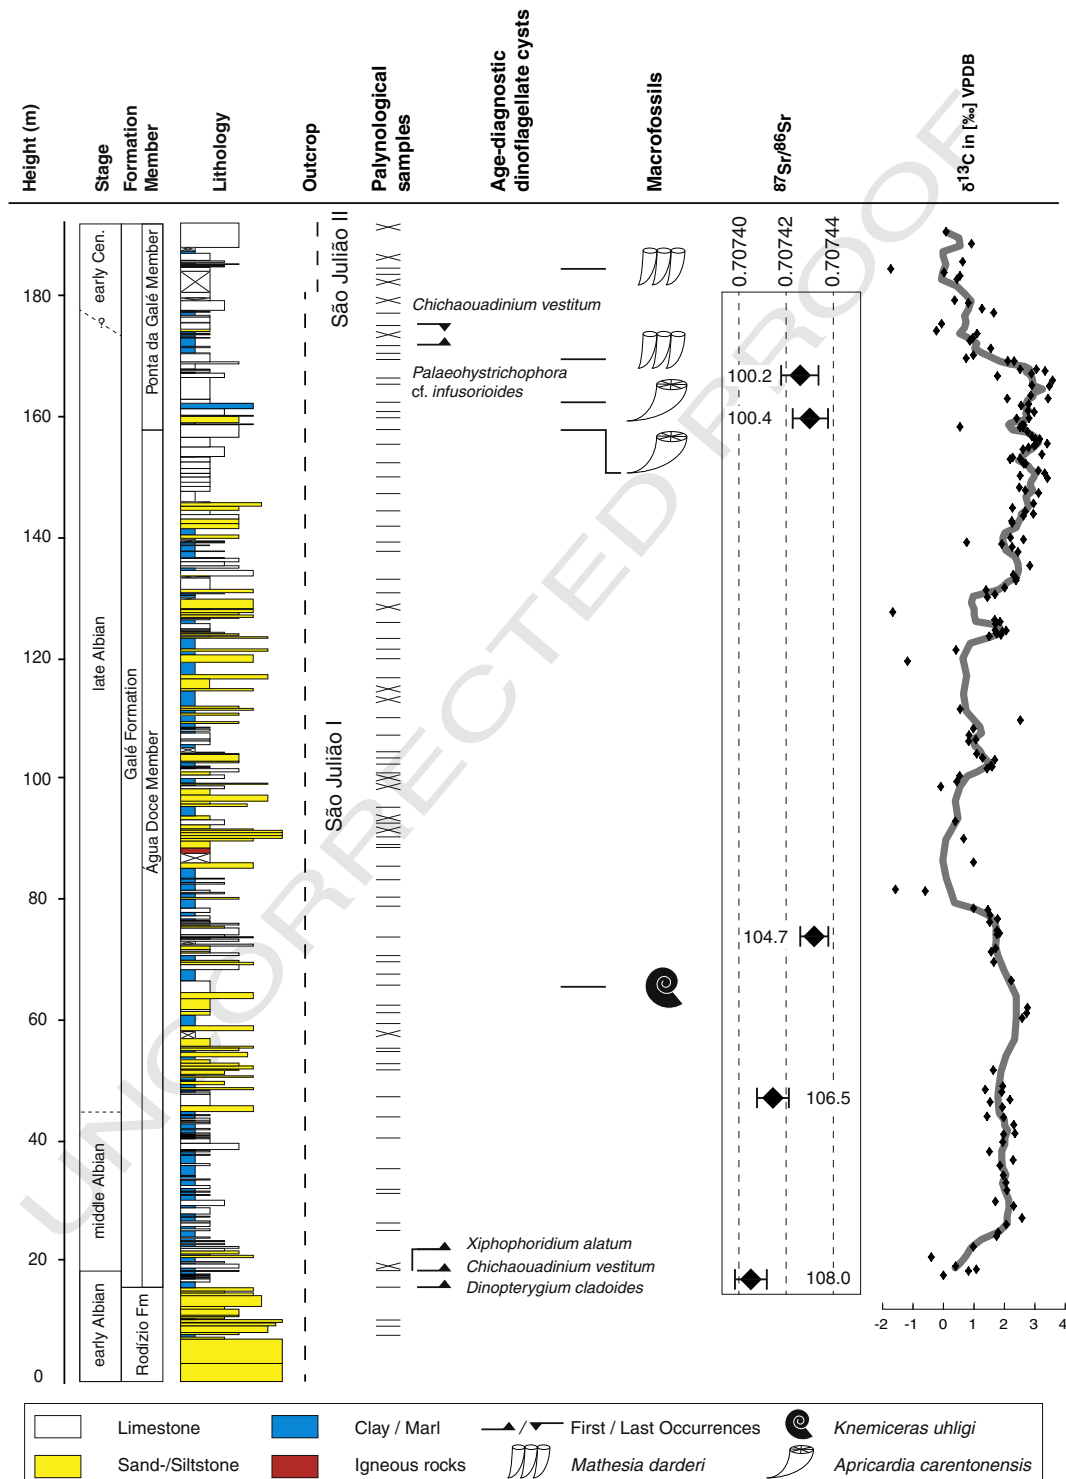 Height (m)
Stage
Formation
Member
Lithology
Outcrop
Palynological
samples
Age-diagnostic
dinoflagellate cysts
Macrofossils
87Sr/86Sr
δ13C in [‰] VPDB
0.70740
0.70742
0.70744
180
160
140
120
100
80
60
40
20
0
early Cen.
?
late Albian
middle Albian
early Albian
Galé Formation
Rodízio Fm
Ponta da Galé Member
Água Doce Member
São Julião II
São Julião I
Chichaouadinium vestitum
Palaeohystrichophora
cf. infusorioides
Xiphophoridium alatum
Chichaouadinium vestitum
Dinopterygium cladoides
100.2
100.4
104.7
106.5
108.0
-2 -1 0 1 2 3 4
UNCORRECTED PROOF
Limestone
Clay / Marl
/
First / Last Occurrences
Knemiceras uhligi
Sand-/Siltstone
Igneous rocks
Mathesia darderi
Apricardia carentonensis